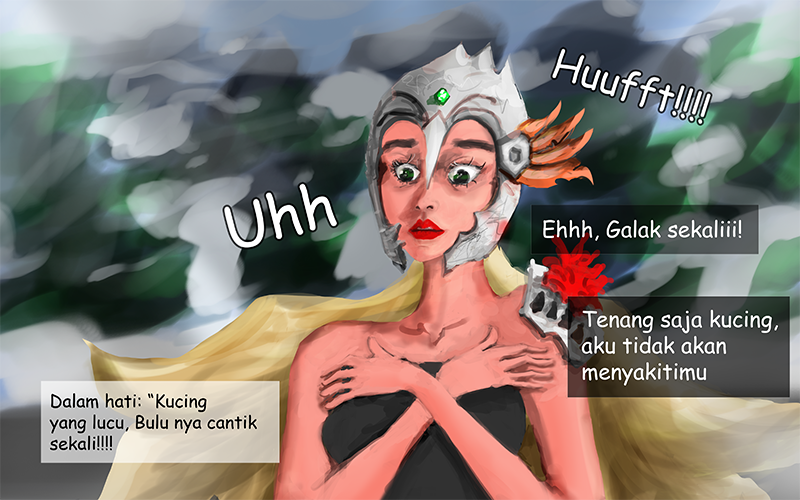 Huufft!!!!
Uhh
Ehhh, Galak sekaliii!
Tenang saja kucing,
aku tidak akan
menyakitimu
Dalam hati: “Kucing
yang lucu, Bulu nya cantik
sekali!!!!